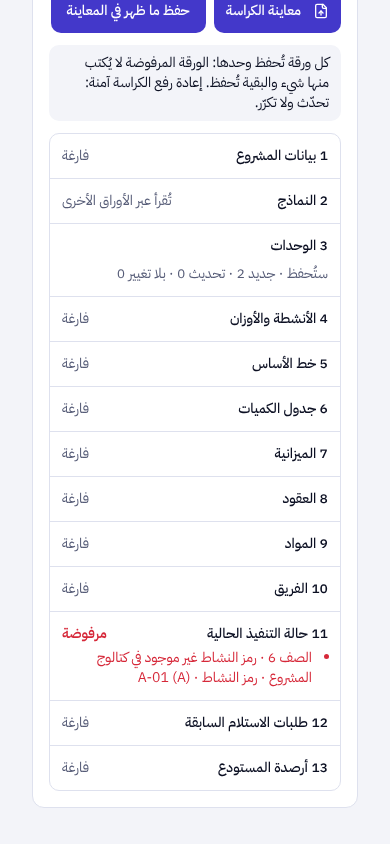 معاينة الكراسة
حفظ ما ظهر في المعاينة
كل ورقة تُحفظ وحدها: الورقة المرفوضة لا يُكتب
منها شيء والبقية تُحفظ. إعادة رفع الكراسة آمنة:
تحدّث ولا تكرّر.
1 بيانات المشروع فارغة
2 النماذج تُقرأ عبر الأوراق الأخرى
3 الوحدات
ستُحفظ · جديد 2 · تحديث 0 · بلا تغيير 0
4 الأنشطة والأوزان فارغة
5 خط الأساس فارغة
6 جدول الكميات فارغة
7 الميزانية فارغة
8 العقود فارغة
9 المواد فارغة
10 الفريق فارغة
11 حالة التنفيذ الحالية مرفوضة
• الصف 6 · رمز النشاط غير موجود في كتالوج
المشروع · رمز النشاط · A-01 (A)
12 طلبات الاستلام السابقة فارغة
13 أرصدة المستودع فارغة